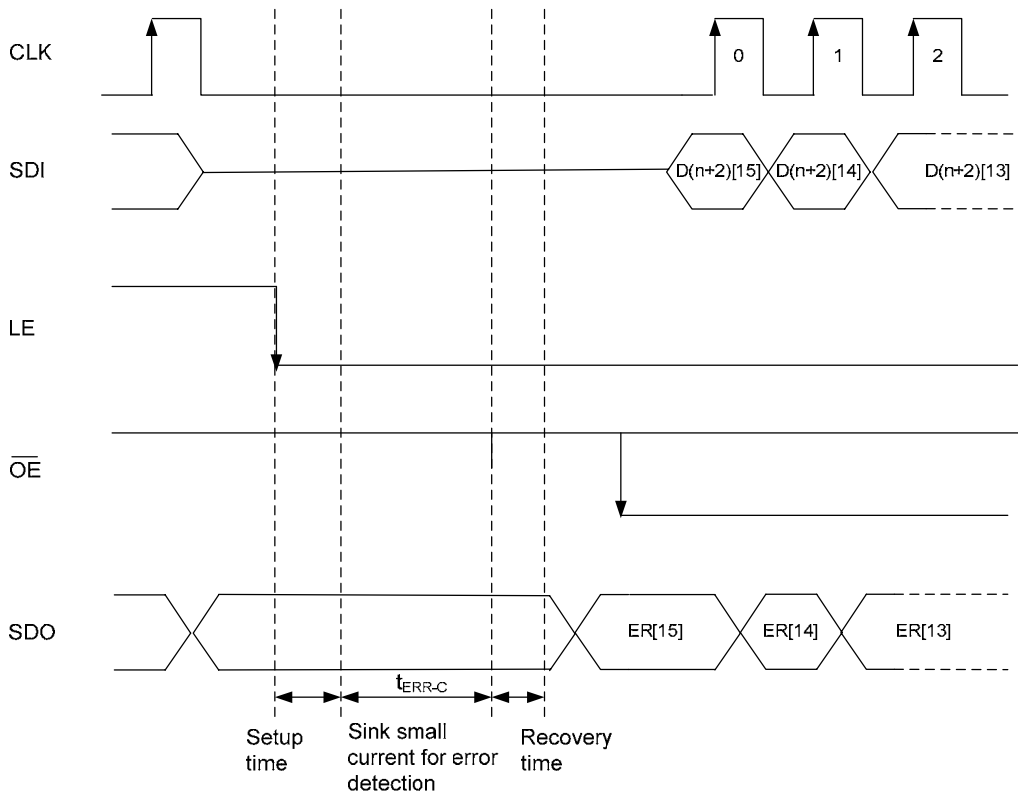 CLK
0
1
2
SDI
D(n+2)[15]
D(n+2)[14]
D(n+2)[13]
LE
OE
SDO
ER[15]
ER[14]
ER[13]
tERR-C
Setup
time
Sink small
current for error
detection
Recovery
time